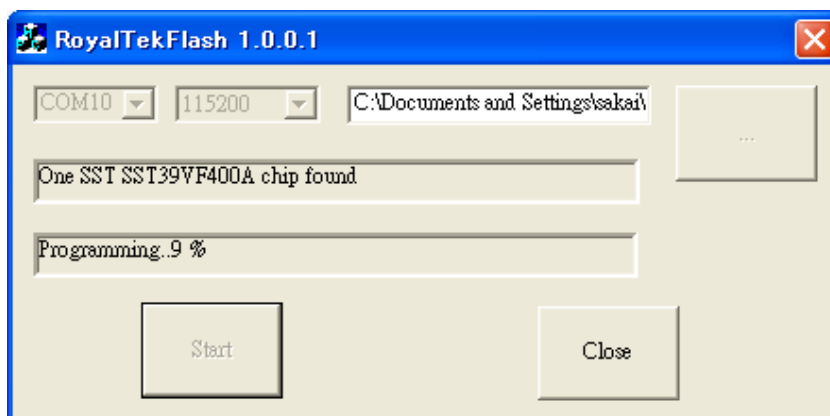 RoyalTekFlash 1.0.0.1
COM10 115200 C:\Documents and Settings\sakai\ ...
One SST SST39VF400A chip found
Programming..9 %
Start Close